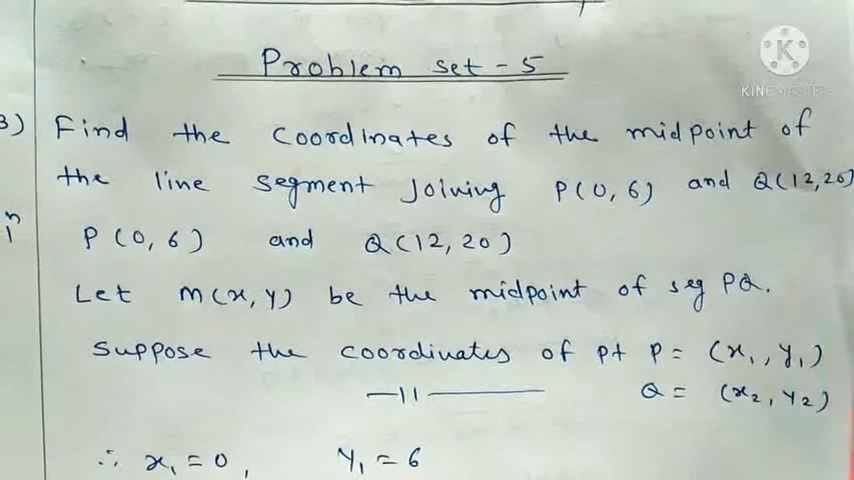 Problem set - 5
KINEMASTER
3) Find the coordinates of the midpoint of
the line segment joining P(0, 6) and Q(12, 20)
P(0, 6) and Q(12, 20)
Let M(x, y) be the midpoint of seg PQ.
Suppose the coordinates of pt P = (x₁, y₁)
—11— Q = (x₂, y₂)
∴ x₁ = 0, y₁ = 6